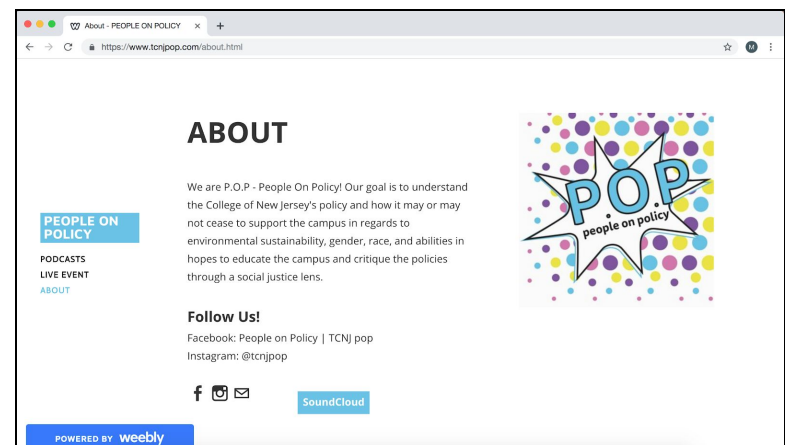 About - PEOPLE ON POLICY
https://www.tcnjpop.com/about.html
M
PEOPLE ON
POLICY
PODCASTS
LIVE EVENT
ABOUT
ABOUT
We are P.O.P - People On Policy! Our goal is to understand
the College of New Jersey's policy and how it may or may
not cease to support the campus in regards to
environmental sustainability, gender, race, and abilities in
hopes to educate the campus and critique the policies
through a social justice lens.
Follow Us!
Facebook: People on Policy | TCNJ pop
Instagram: @tcnjpop
SoundCloud
P.O.P
people on policy
POWERED BY weebly